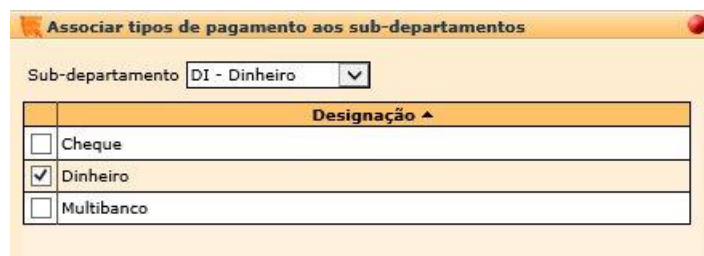 Associar tipos de pagamento aos sub-departamentos
Sub-departamento DI - Dinheiro
Designação
Cheque
Dinheiro
Multibanco